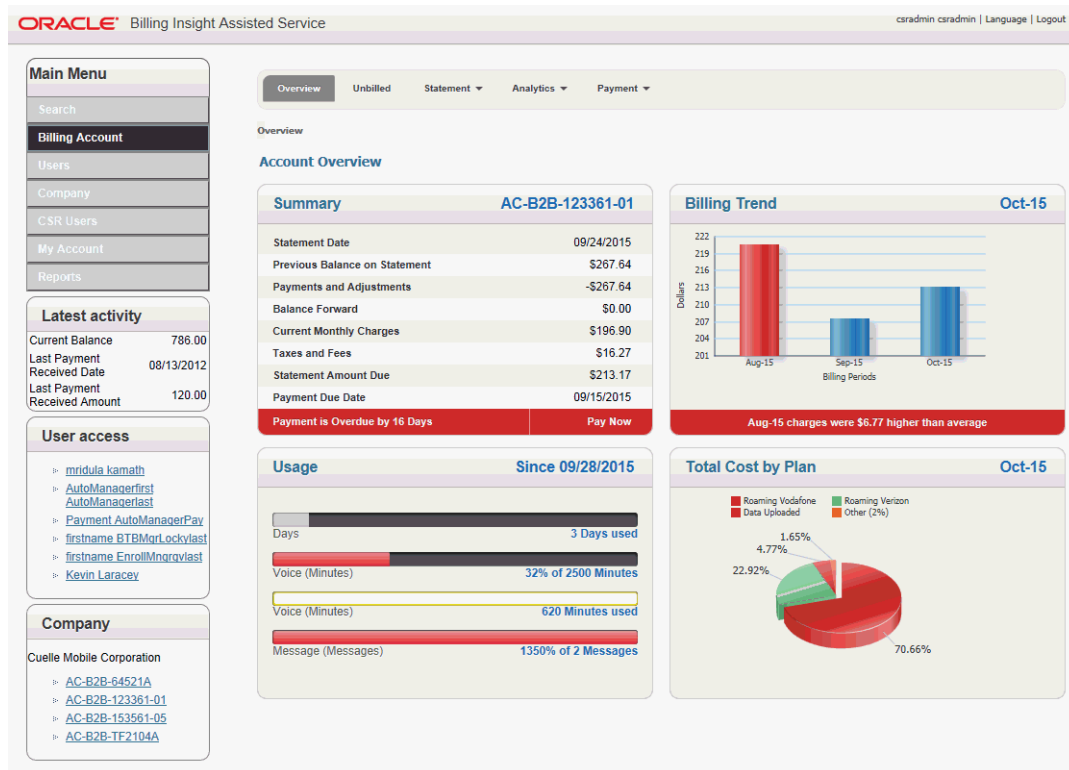 ORACLE® Billing Insight Assisted Service
csradmin csradmin | Language | Logout
Main Menu
Search
Billing Account
Users
Company
CSR Users
My Account
Reports
Latest activity
Current Balance 786.00
Last Payment
Received Date 08/13/2012
Last Payment
Received Amount 120.00
User access
mridula kamath
AutoManagerfirst
AutoManagerlast
Payment AutoManagerPay
firstname BTBMgrLockylast
firstname EnrollMngrgvlast
Kevin Laracey
Company
Cuelle Mobile Corporation
AC-B2B-64521A
AC-B2B-123361-01
AC-B2B-153561-05
AC-B2B-TF2104A
Overview Unbilled Statement Analytics Payment
Overview
Account Overview
Summary AC-B2B-123361-01
Statement Date 09/24/2015
Previous Balance on Statement $267.64
Payments and Adjustments -$267.64
Balance Forward $0.00
Current Monthly Charges $196.90
Taxes and Fees $16.27
Statement Amount Due $213.17
Payment Due Date 09/15/2015
Payment is Overdue by 16 Days Pay Now
Billing Trend Oct-15
222
219
216
213
210
207
204
201
Dollars
Aug-15 Sep-15 Oct-15
Billing Periods
Aug-15 charges were $6.77 higher than average
Usage Since 09/28/2015
Days 3 Days used
Voice (Minutes) 32% of 2500 Minutes
Voice (Minutes) 620 Minutes used
Message (Messages) 1350% of 2 Messages
Total Cost by Plan Oct-15
Roaming Vodafone Roaming Verizon
Data Uploaded Other (2%)
1.65%
4.77%
22.92%
70.66%